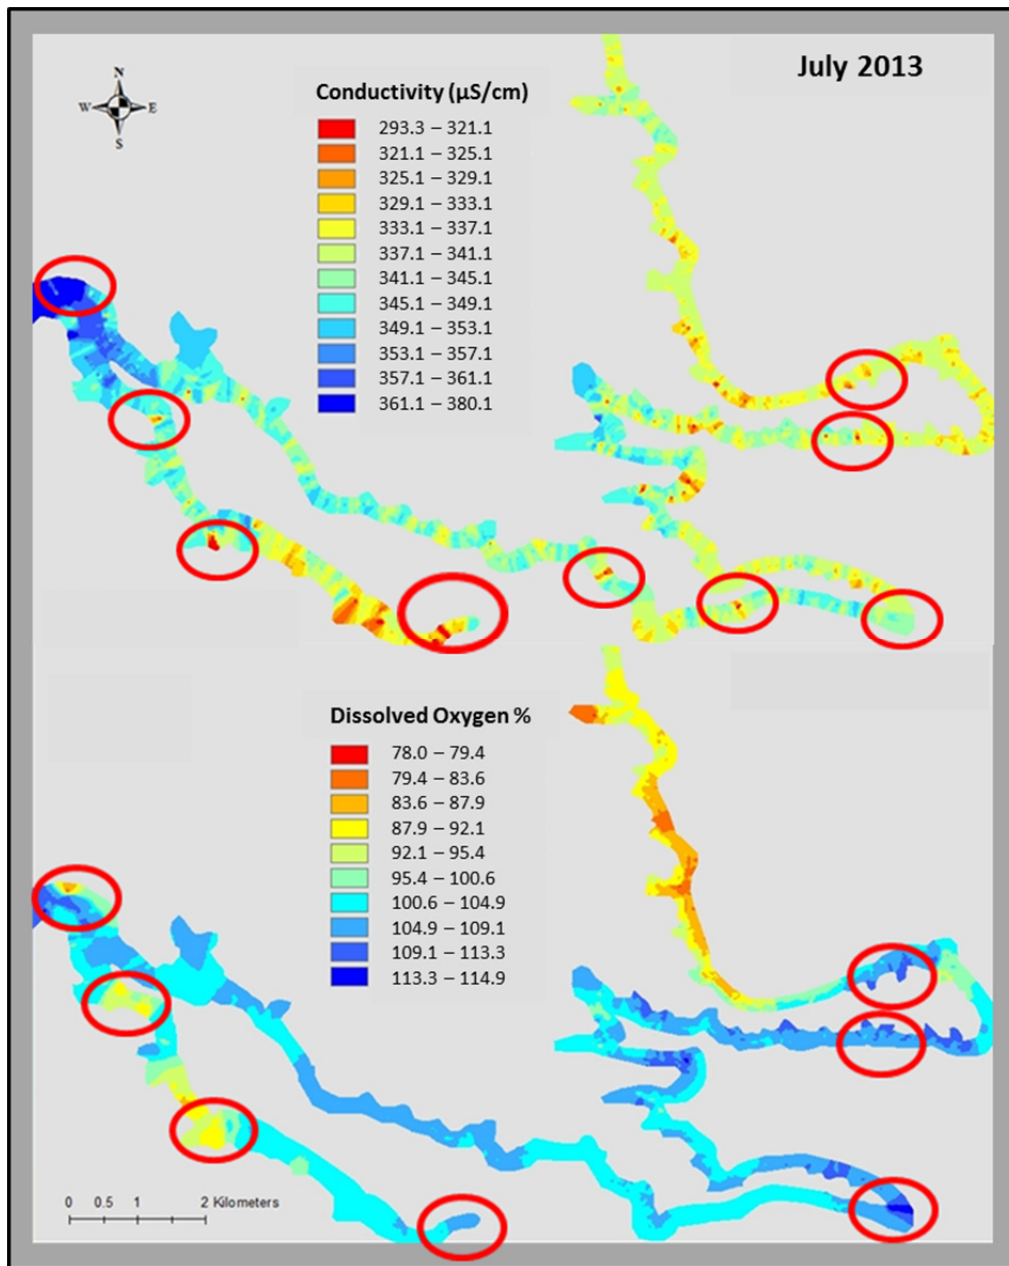 July 2013
N
W E
S
Conductivity (µS/cm)
293.3 – 321.1
321.1 – 325.1
325.1 – 329.1
329.1 – 333.1
333.1 – 337.1
337.1 – 341.1
341.1 – 345.1
345.1 – 349.1
349.1 – 353.1
353.1 – 357.1
357.1 – 361.1
361.1 – 380.1
Dissolved Oxygen %
78.0 – 79.4
79.4 – 83.6
83.6 – 87.9
87.9 – 92.1
92.1 – 95.4
95.4 – 100.6
100.6 – 104.9
104.9 – 109.1
109.1 – 113.3
113.3 – 114.9
0 0.5 1 2 Kilometers